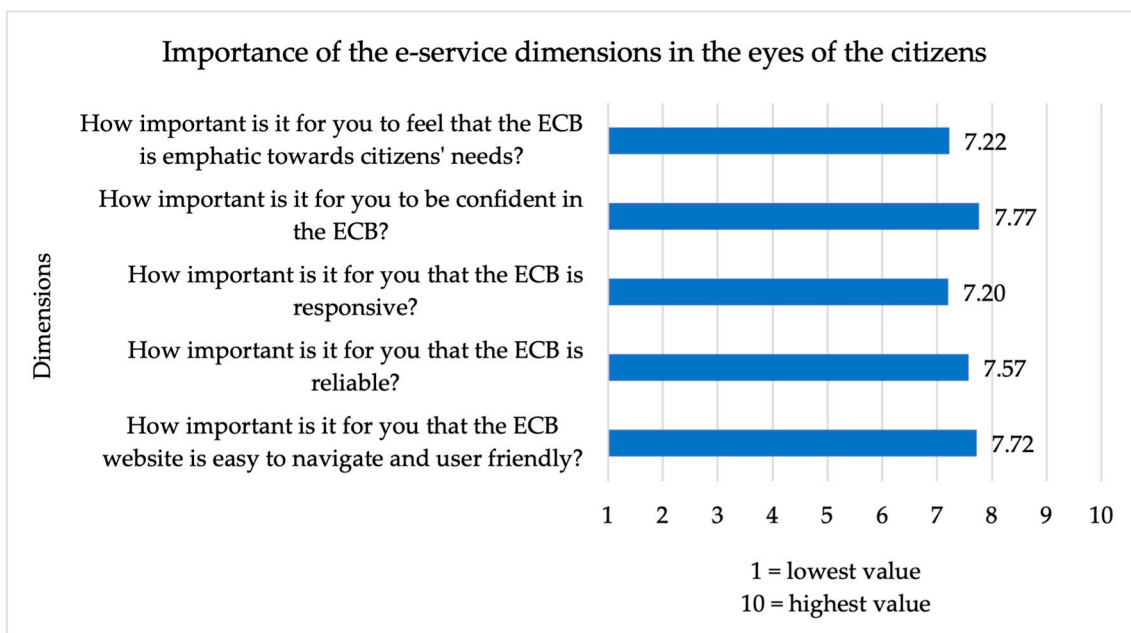 Importance of the e-service dimensions in the eyes of the citizens
Dimensions
How important is it for you to feel that the ECB
is emphatic towards citizens' needs?
7.22
How important is it for you to be confident in
the ECB?
7.77
How important is it for you that the ECB is
responsive?
7.20
How important is it for you that the ECB is
reliable?
7.57
How important is it for you that the ECB
website is easy to navigate and user friendly?
7.72
1 2 3 4 5 6 7 8 9 10
1 = lowest value
10 = highest value